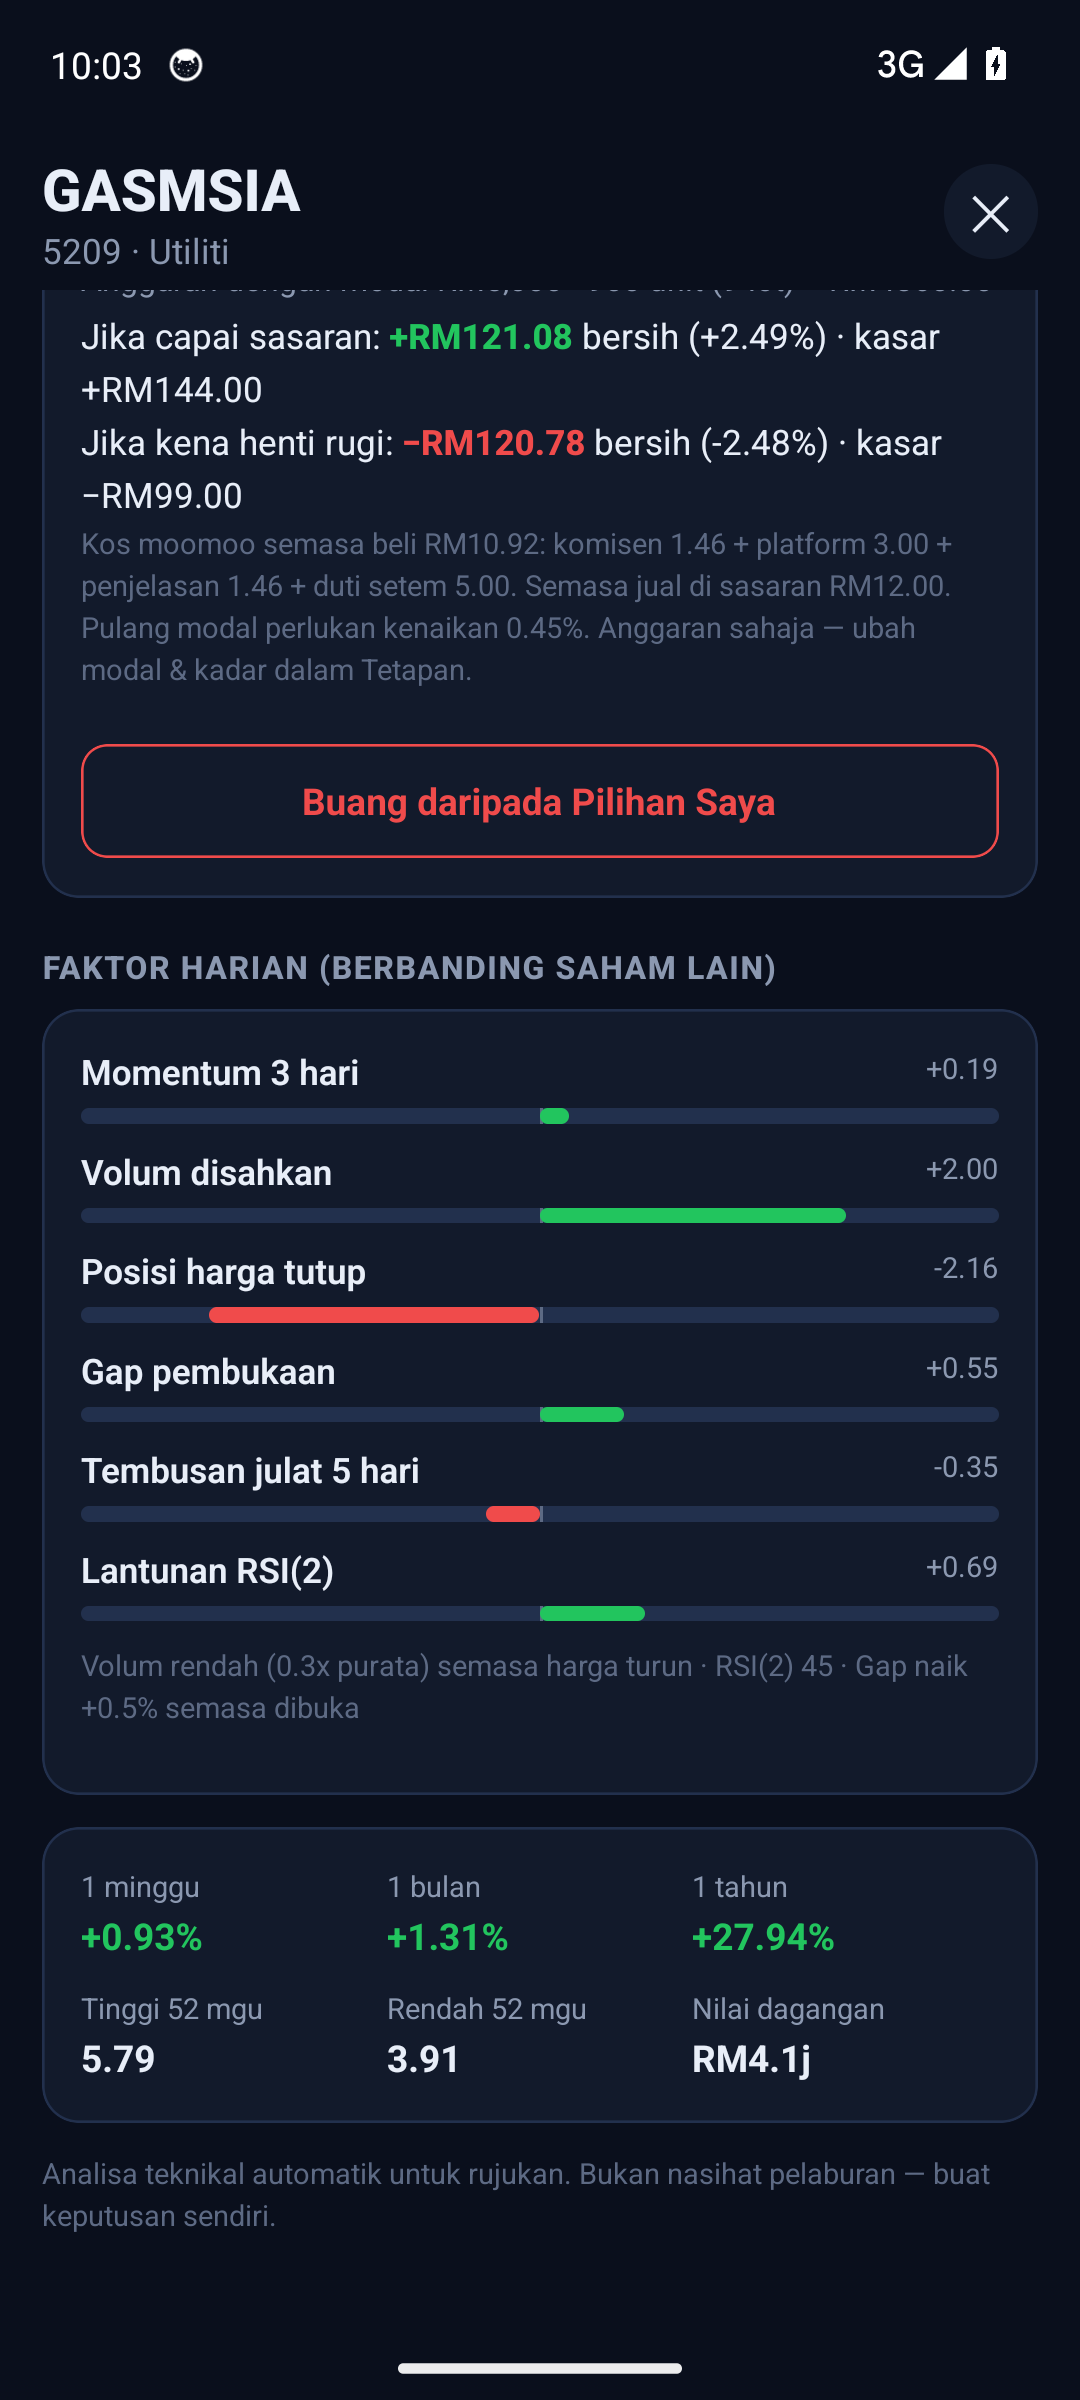 10:03
3G
GASMSIA
5209 · Utiliti
Jika capai sasaran: +RM121.08 bersih (+2.49%) · kasar
+RM144.00
Jika kena henti rugi: −RM120.78 bersih (-2.48%) · kasar
−RM99.00
Kos moomoo semasa beli RM10.92: komisen 1.46 + platform 3.00 +
penjelasan 1.46 + duti setem 5.00. Semasa jual di sasaran RM12.00.
Pulang modal perlukan kenaikan 0.45%. Anggaran sahaja — ubah
modal & kadar dalam Tetapan.
Buang daripada Pilihan Saya
FAKTOR HARIAN (BERBANDING SAHAM LAIN)
Momentum 3 hari +0.19
Volum disahkan +2.00
Posisi harga tutup -2.16
Gap pembukaan +0.55
Tembusan julat 5 hari -0.35
Lantunan RSI(2) +0.69
Volum rendah (0.3x purata) semasa harga turun · RSI(2) 45 · Gap naik
+0.5% semasa dibuka
1 minggu 1 bulan 1 tahun
+0.93% +1.31% +27.94%
Tinggi 52 mgu Rendah 52 mgu Nilai dagangan
5.79 3.91 RM4.1j
Analisa teknikal automatik untuk rujukan. Bukan nasihat pelaburan — buat
keputusan sendiri.